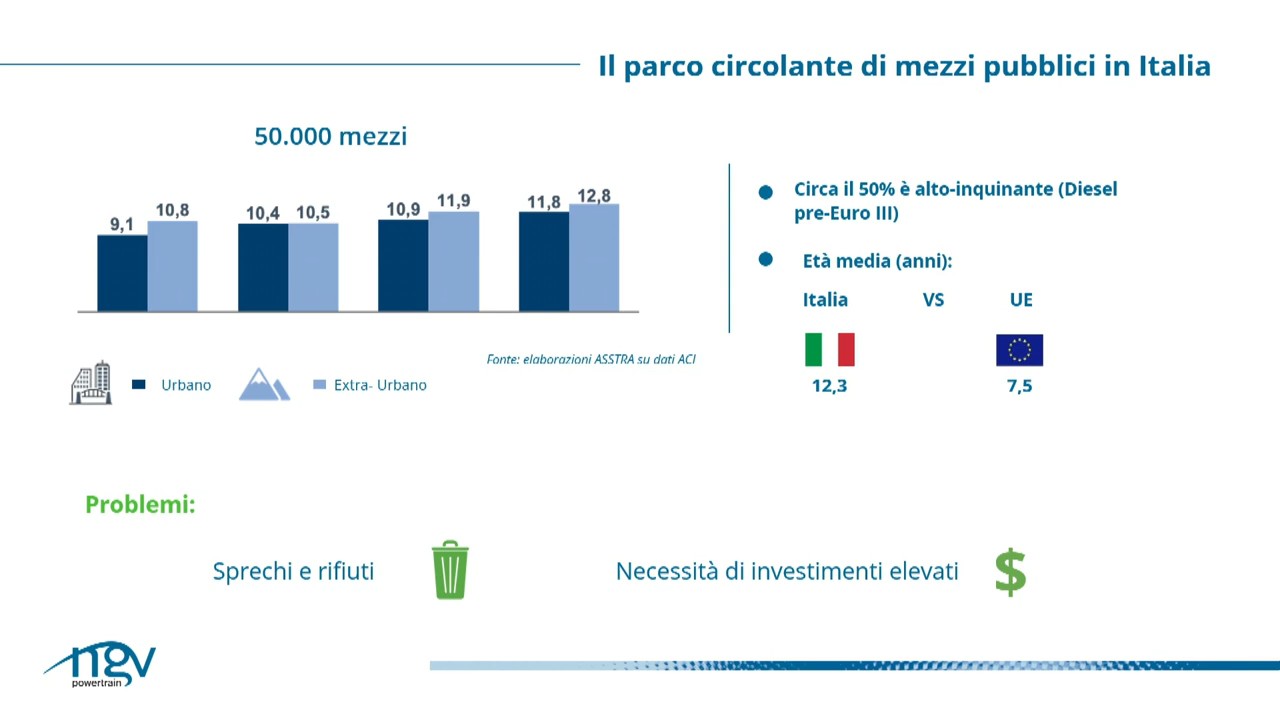 Il parco circolante di mezzi pubblici in Italia
50.000 mezzi
9,1
10,8
10,4
10,5
10,9
11,9
11,8
12,8
Fonte: elaborazioni ASSTRA su dati ACI
Urbano
Extra- Urbano
Circa il 50% è alto-inquinante (Diesel
pre-Euro III)
Età media (anni):
Italia VS UE
12,3 7,5
Problemi:
Sprechi e rifiuti
Necessità di investimenti elevati
$
ngv
powertrain